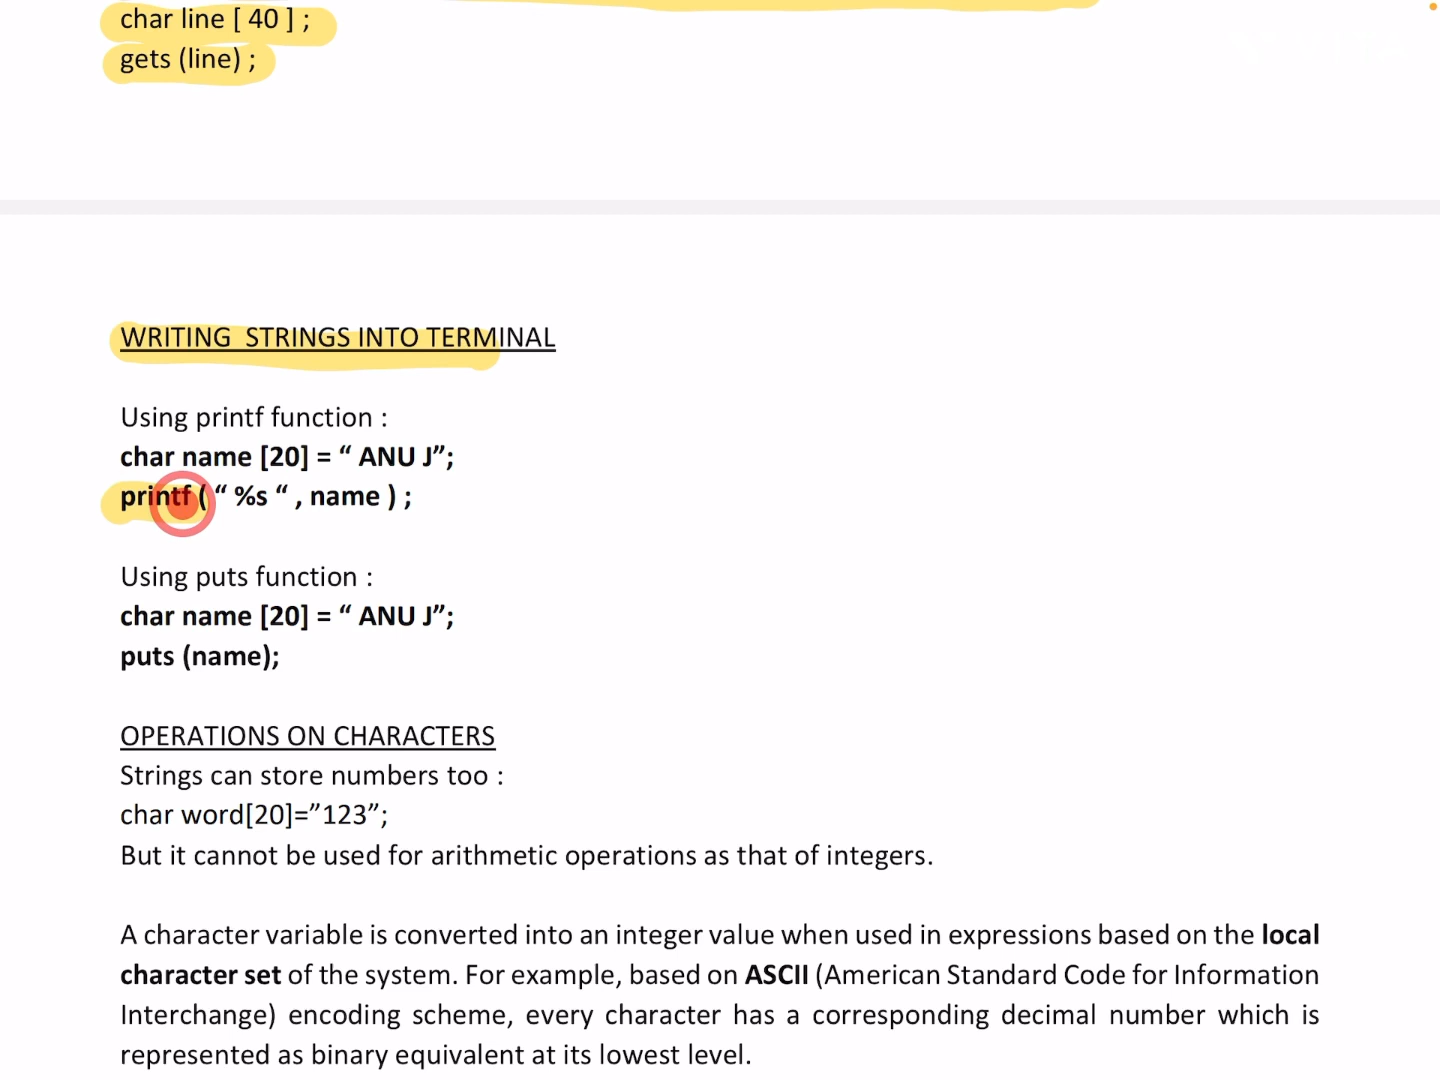 char line [ 40 ] ;
gets (line) ;
WRITING  STRINGS INTO TERMINAL
Using printf function :
char name [20] = “ ANU J”;
printf ( “ %s “ , name ) ;
Using puts function :
char name [20] = “ ANU J”;
puts (name);
OPERATIONS ON CHARACTERS
Strings can store numbers too :
char word[20]=”123”;
But it cannot be used for arithmetic operations as that of integers.
A character variable is converted into an integer value when used in expressions based on the local
character set of the system. For example, based on ASCII (American Standard Code for Information
Interchange) encoding scheme, every character has a corresponding decimal number which is
represented as binary equivalent at its lowest level.